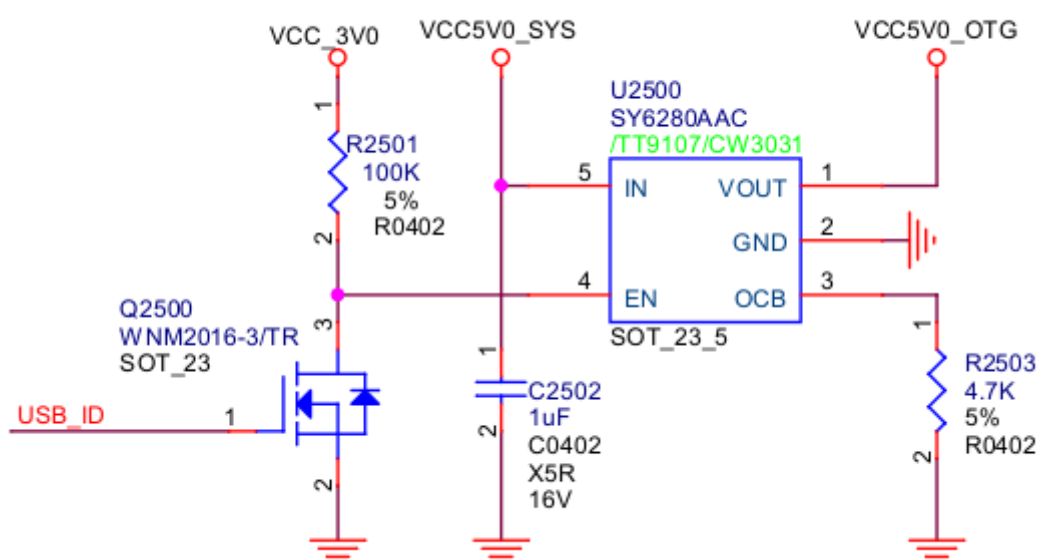 VCC_3V0
VCC5V0_SYS
VCC5V0_OTG
U2500
SY6280AAC
/TT9107/CW3031
1
R2501
100K
5%
R0402
2
5
IN
VOUT
1
GND
2
4
EN
OCB
3
SOT_23_5
Q2500
WNM2016-3/TR
SOT_23
3
USB_ID
1
2
1
C2502
1uF
C0402
X5R
16V
2
1
R2503
4.7K
5%
R0402
2